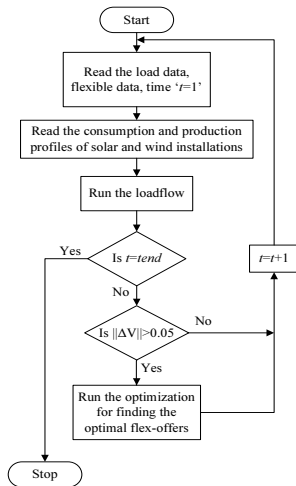 Start
Read the load data,
flexible data, time ‘t=1’
Read the consumption and production
profiles of solar and wind installations
Run the loadflow
Yes
Is t=tend
t=t+1
No
Is ||ΔV||>0.05
No
Yes
Run the optimization
for finding the
optimal flex-offers
Stop